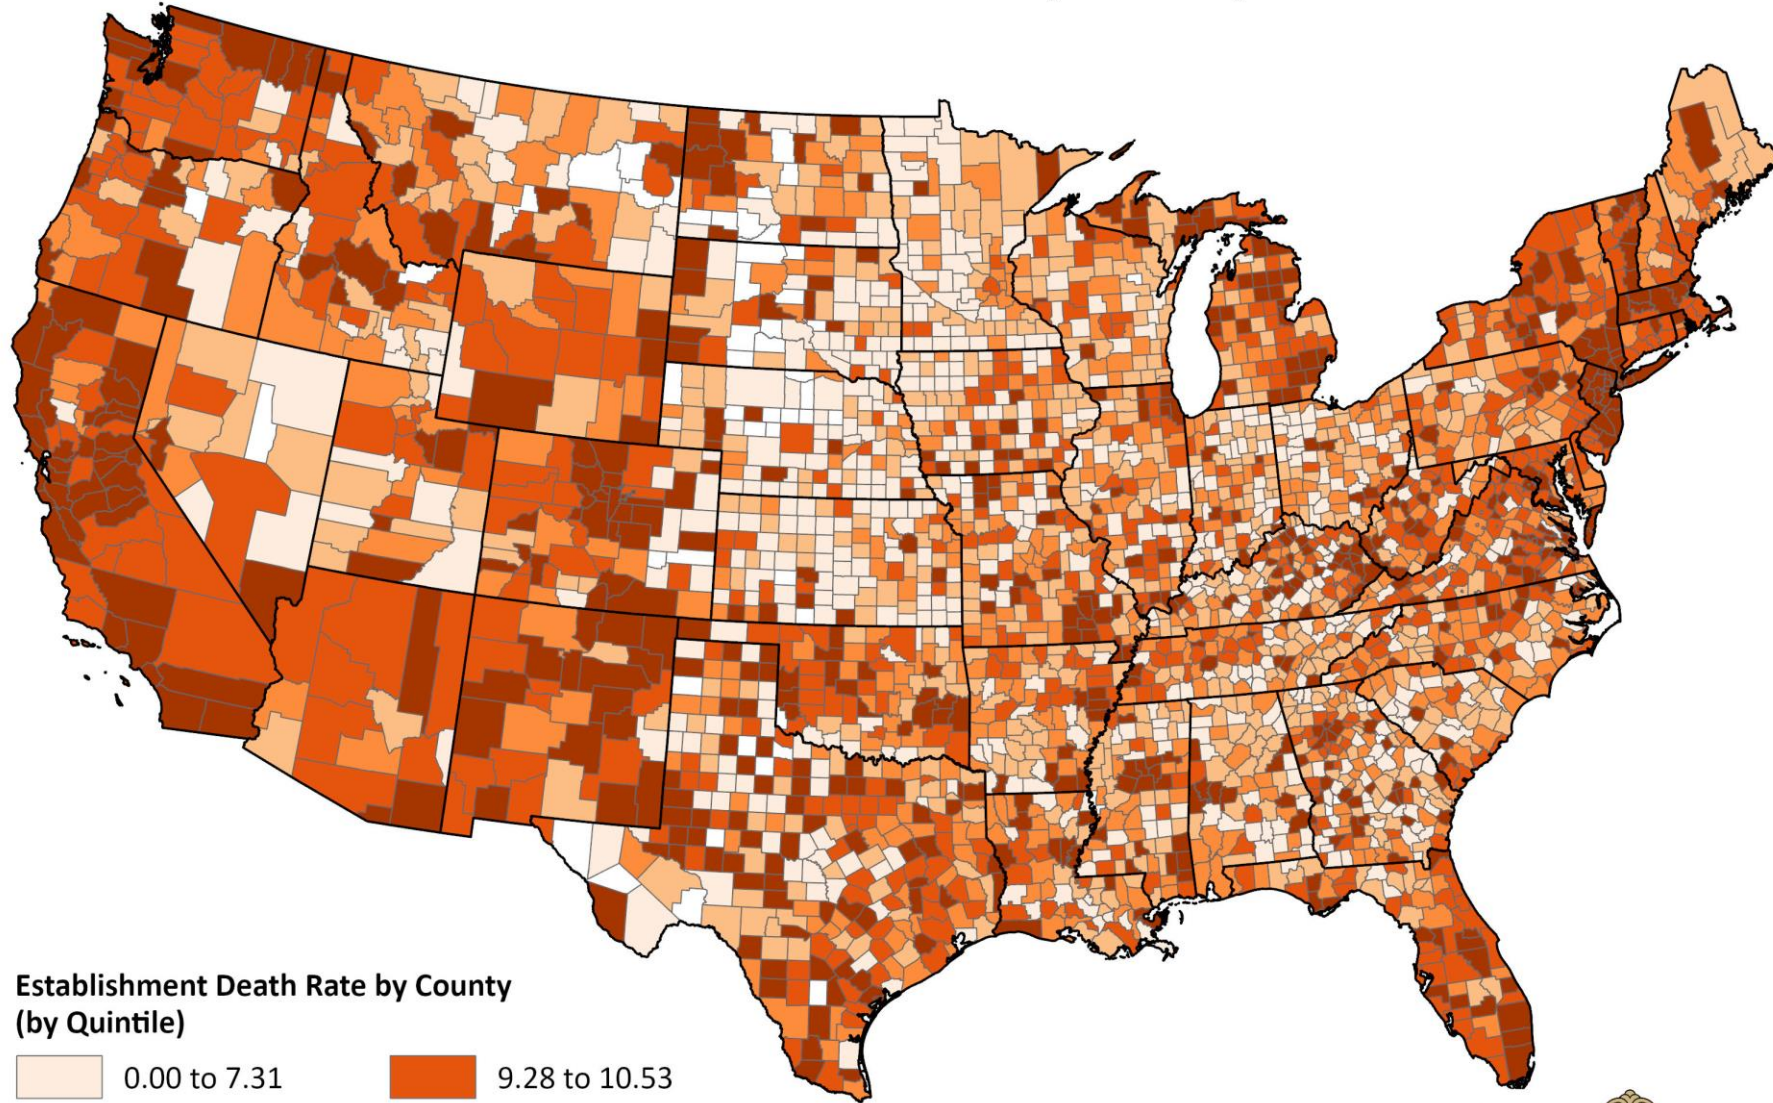 Establishment Death Rate by County
(by Quintile)
0.00 to 7.31
9.28 to 10.53